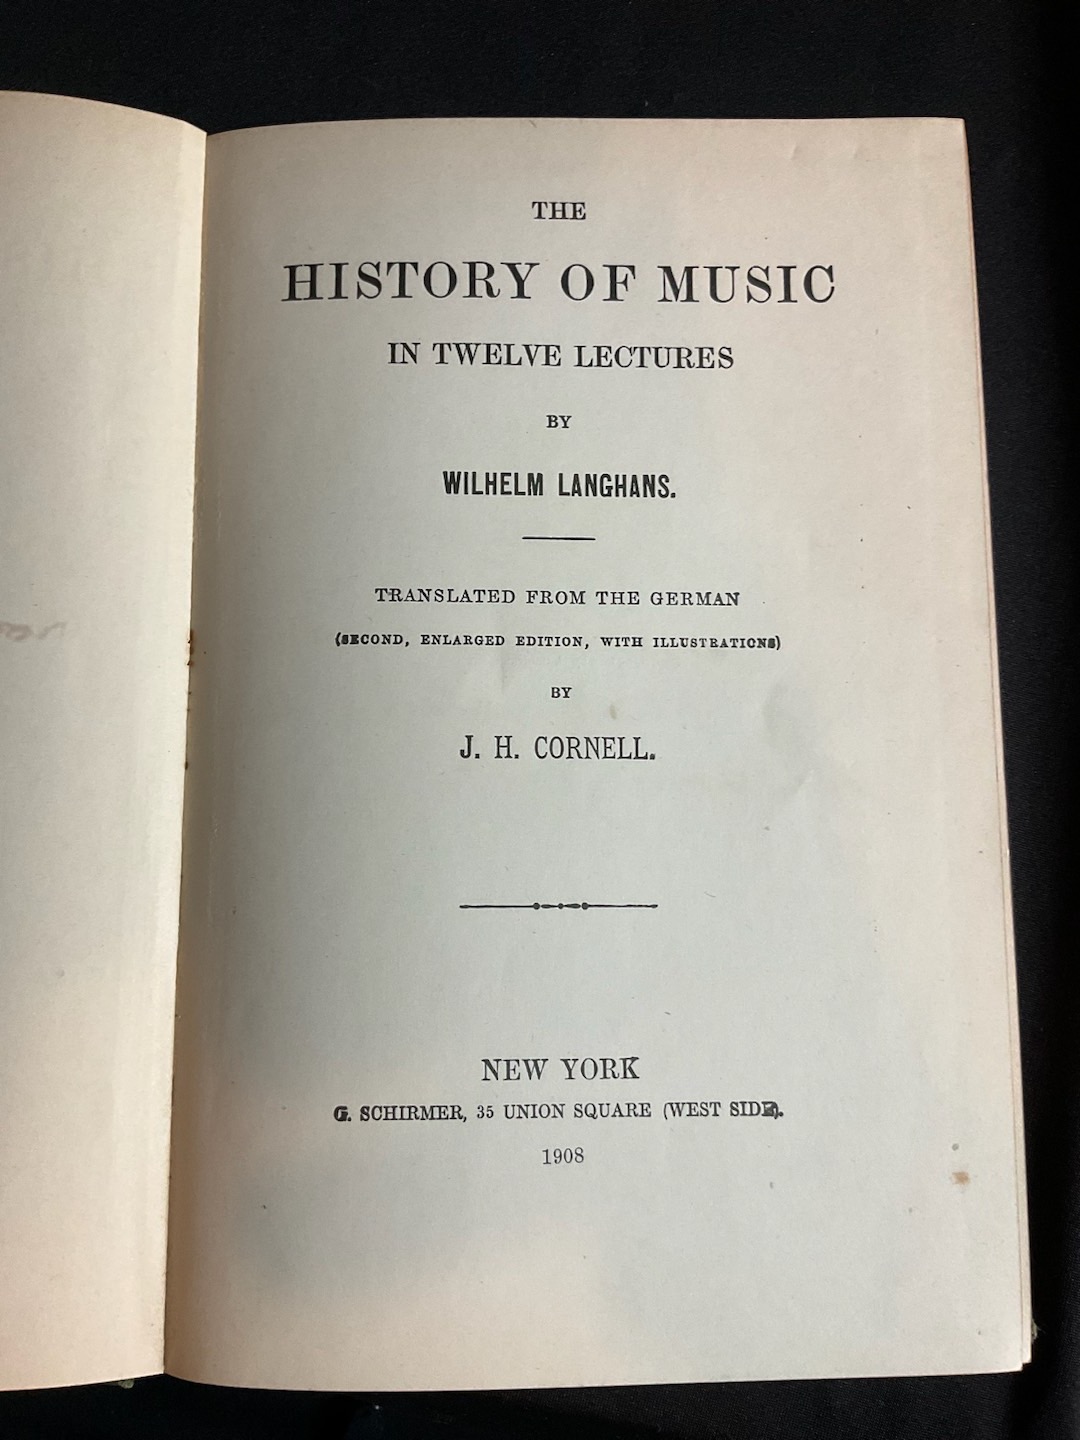 THE
HISTORY OF MUSIC
IN TWELVE LECTURES
BY
WILHELM LANGHANS.
TRANSLATED FROM THE GERMAN
(SECOND, ENLARGED EDITION, WITH ILLUSTRATIONS)
BY
J. H. CORNELL.
NEW YORK
G. SCHIRMER, 35 UNION SQUARE (WEST SIDE).
1908